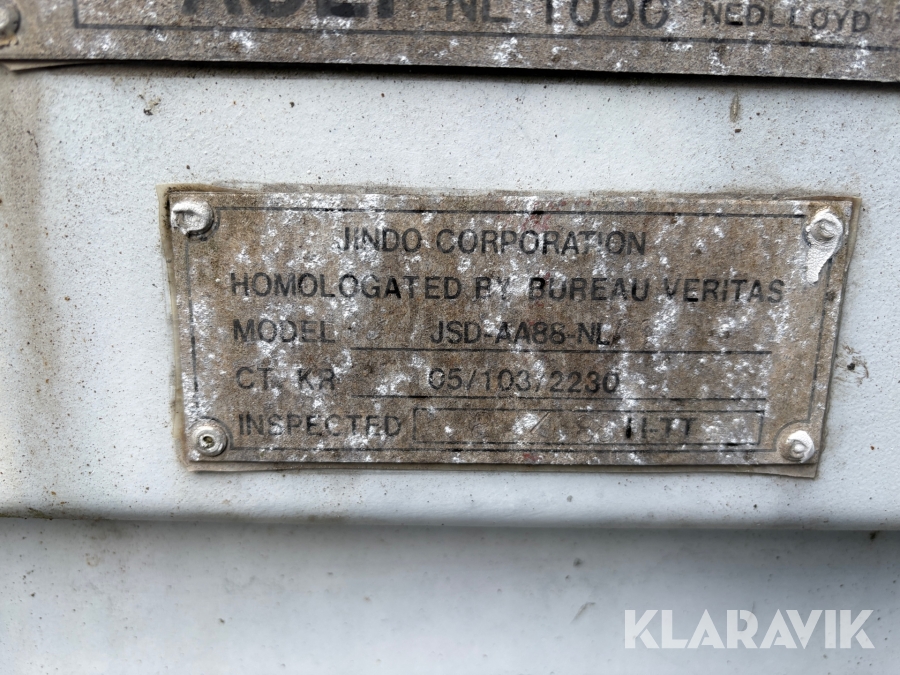 -NL 1000 NEDLLOYD
JINDO CORPORATION
HOMOLOGATED BY BUREAU VERITAS
MODEL JSD-AA88-NL
CT. KR 05/103/2230
INSPECTED
KLARAVIK